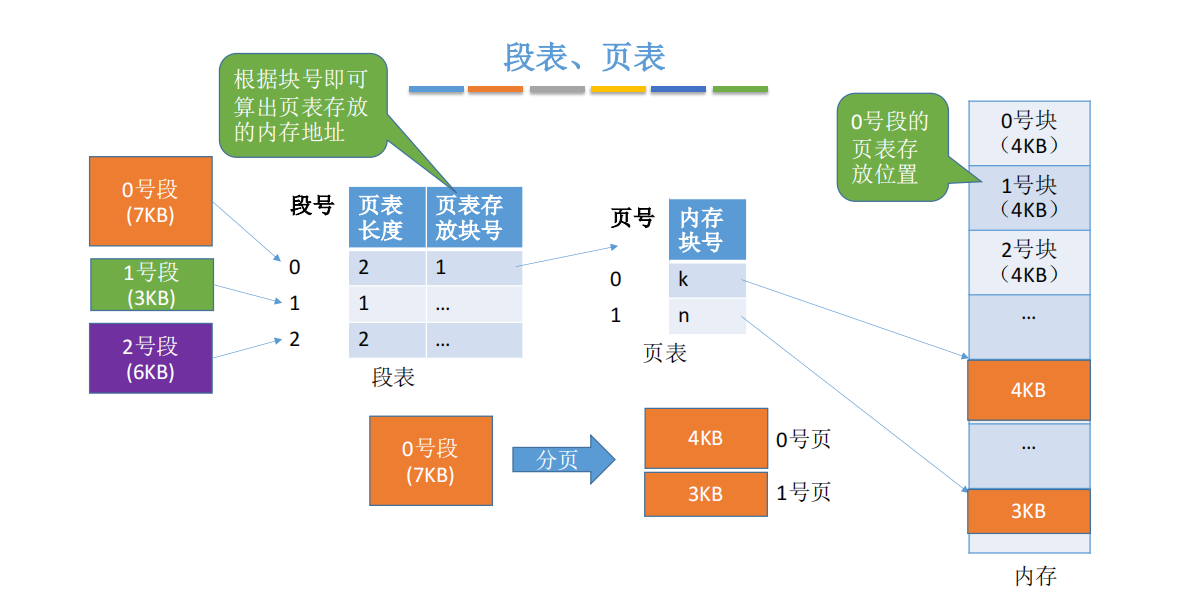 段表、页表
根据块号即可
算出页表存放
的内存地址
0号段的
页表存
放位置
0号段
(7KB)
1号段
(3KB)
2号段
(6KB)
段号
页表
长度
页表存
放块号
0
2
1
1
1
...
2
2
...
段表
页号
内存
块号
0
k
1
n
页表
0号段
(7KB)
分页
4KB
0号页
3KB
1号页
0号块
(4KB)
1号块
(4KB)
2号块
(4KB)
...
4KB
...
3KB
内存